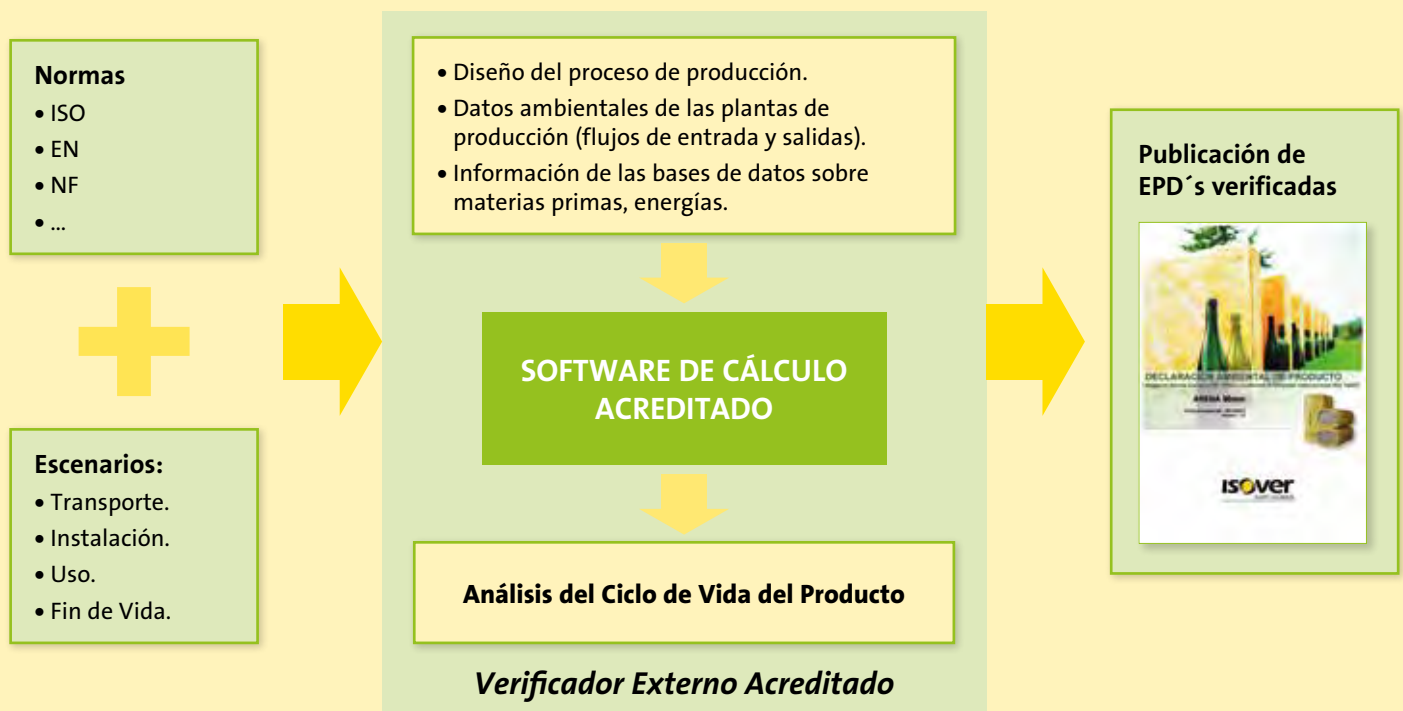 Normas
• ISO
• EN
• NF
• ...
Escenarios:
• Transporte.
• Instalación.
• Uso.
• Fin de Vida.
• Diseño del proceso de producción.
• Datos ambientales de las plantas de
producción (flujos de entrada y salidas).
• Información de las bases de datos sobre
materias primas, energías.
SOFTWARE DE CÁLCULO
ACREDITADO
Análisis del Ciclo de Vida del Producto
Verificador Externo Acreditado
Publicación de
EPD´s verificadas
DECLARACIÓN AMBIENTAL DE PRODUCTO
isover